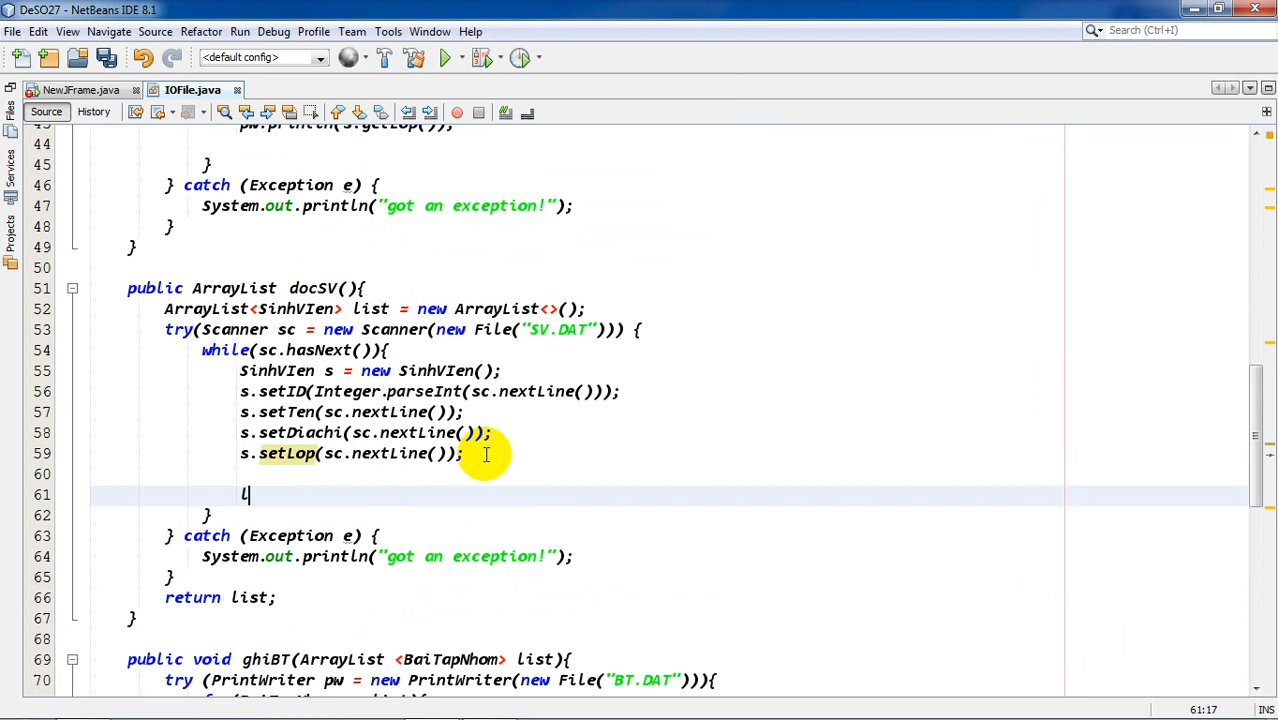 DeSO27 - NetBeans IDE 8.1
File Edit View Navigate Source Refactor Run Debug Profile Team Tools Window Help
Search (Ctrl+I)
<default config>
NewJFrame.java
IOFile.java
Source History
Files
Services
Projects
43 pw.println(s.getLop());
44
45 }
46 } catch (Exception e) {
47 System.out.println("got an exception!");
48 }
49 }
50
51 public ArrayList docSV(){
52 ArrayList<SinhVIen> list = new ArrayList<>();
53 try(Scanner sc = new Scanner(new File("SV.DAT"))) {
54 while(sc.hasNext()){
55 SinhVIen s = new SinhVIen();
56 s.setID(Integer.parseInt(sc.nextLine()));
57 s.setTen(sc.nextLine());
58 s.setDiachi(sc.nextLine());
59 s.setLop(sc.nextLine());
60
61 l
62 }
63 } catch (Exception e) {
64 System.out.println("got an exception!");
65 }
66 return list;
67 }
68
69 public void ghiBT(ArrayList <BaiTapNhom> list){
70 try (PrintWriter pw = new PrintWriter(new File("BT.DAT"))){
61:17 INS